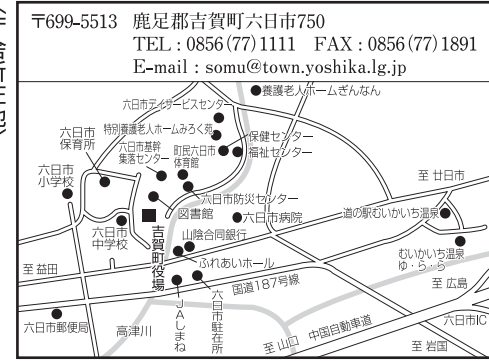 〒699-5513 鹿足郡吉賀町六日市750
TEL : 0856(77)1111 FAX : 0856(77)1891
E-mail : somu@town.yoshika.lg.jp
養護老人ホームぎんなん
六日市デイサービスセンター
特別養護老人ホームみろく苑
保健センター
福祉センター
六日市
保育所
六日市基幹
集落センター
町民六日市
体育館
六日市
小学校
六日市防災センター
図書館
六日市病院
至 廿日市
道の駅むいかいち温泉
六日市
中学校
吉賀町役場
山陰合同銀行
ふれあいホール
むいかいち温泉
ゆ・ら・ら
至 益田
国道187号線
至 広島
六日市郵便局
高津川
JAしまね
六日市駐在所
至 山口
中国自動車道
六日市IC
至 岩国